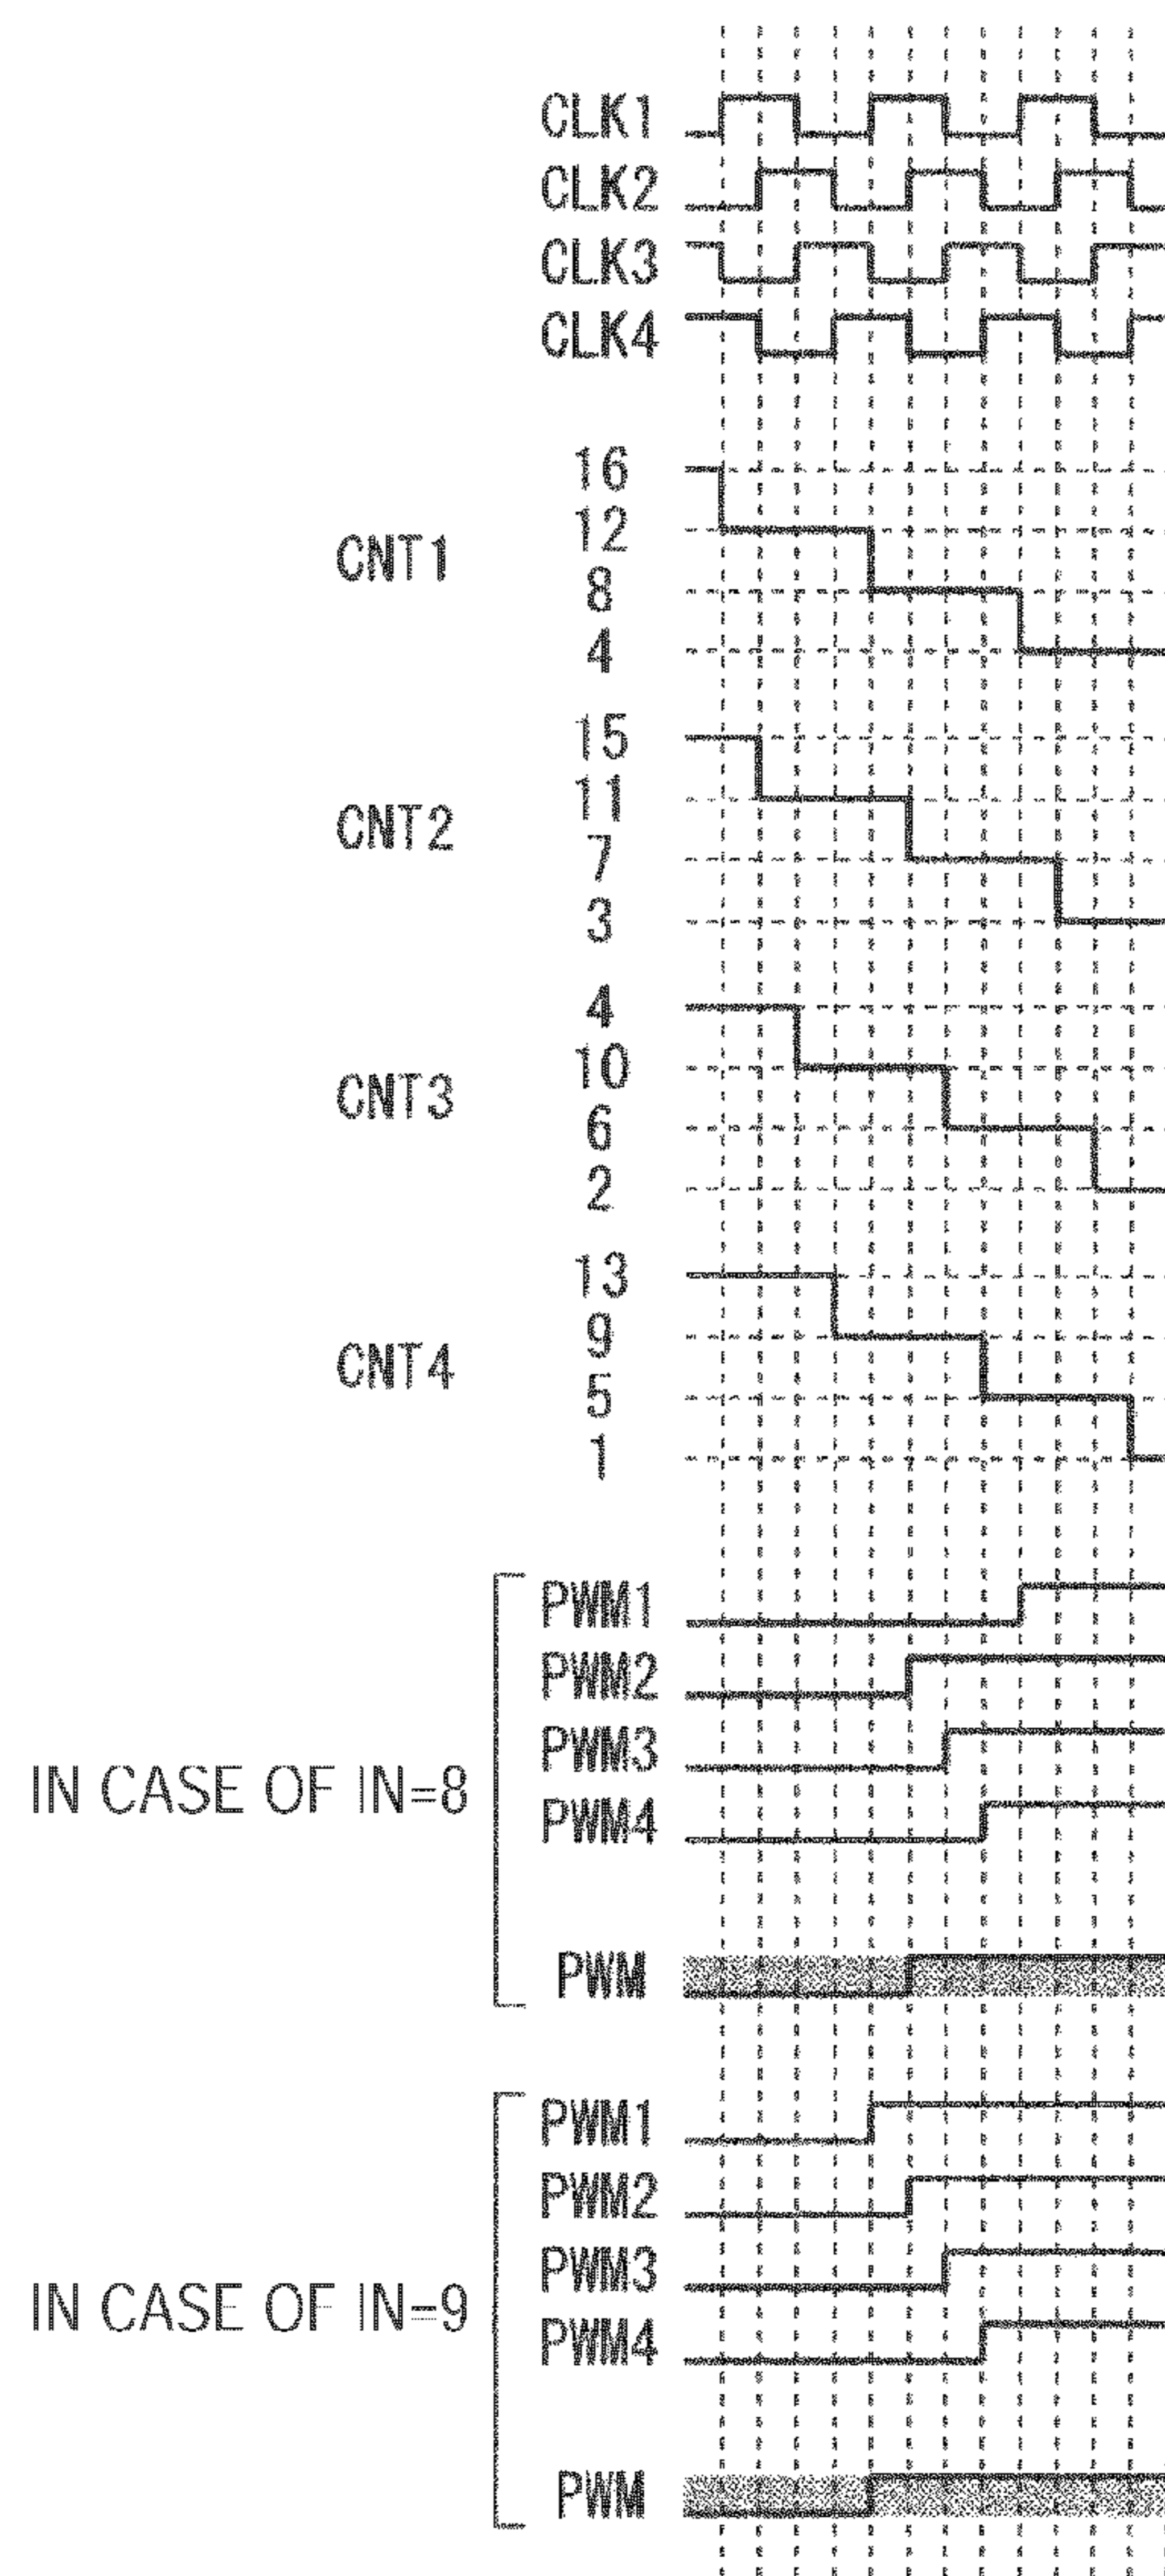 CLK1
CLK2
CLK3
CLK4
16
12
CNT1
8
4
15
11
CNT2
7
3
4
10
CNT3
6
2
13
9
CNT4
5
1
PWM1
PWM2
PWM3
IN CASE OF IN=8
PWM4
PWM
PWM1
PWM2
PWM3
IN CASE OF IN=9
PWM4
PWM